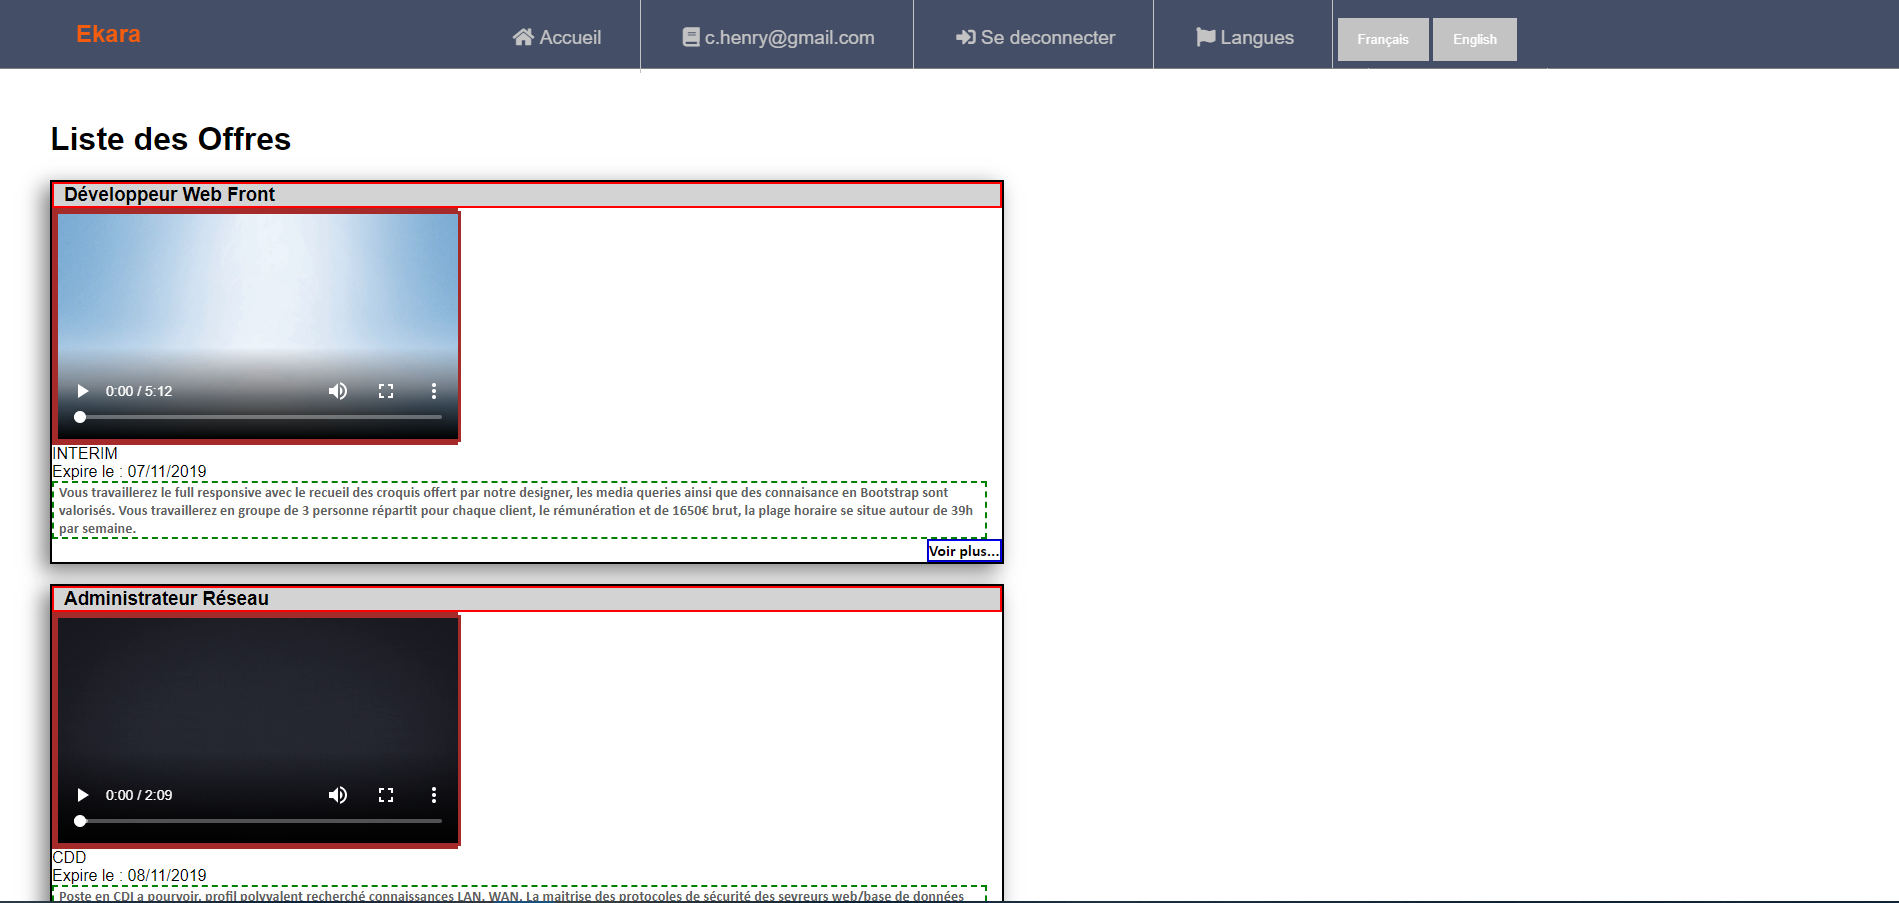 Ekara
Accueil
c.henry@gmail.com
Se deconnecter
Langues
Français
English
Liste des Offres
Développeur Web Front
0:00 / 5:12
INTERIM
Expire le : 07/11/2019
Vous travaillerez le full responsive avec le recueil des croquis offert par notre designer, les media queries ainsi que des connaisance en Bootstrap sont
valorisés. Vous travaillerez en groupe de 3 personne répartit pour chaque client, le rémunération et de 1650€ brut, la plage horaire se situe autour de 39h
par semaine.
Voir plus...
Administrateur Réseau
0:00 / 2:09
CDD
Expire le : 08/11/2019
Poste en CDI a pourvoir, profil polyvalent recherché connaissances LAN, WAN. La maitrise des protocoles de sécurité des sevreurs web/base de données